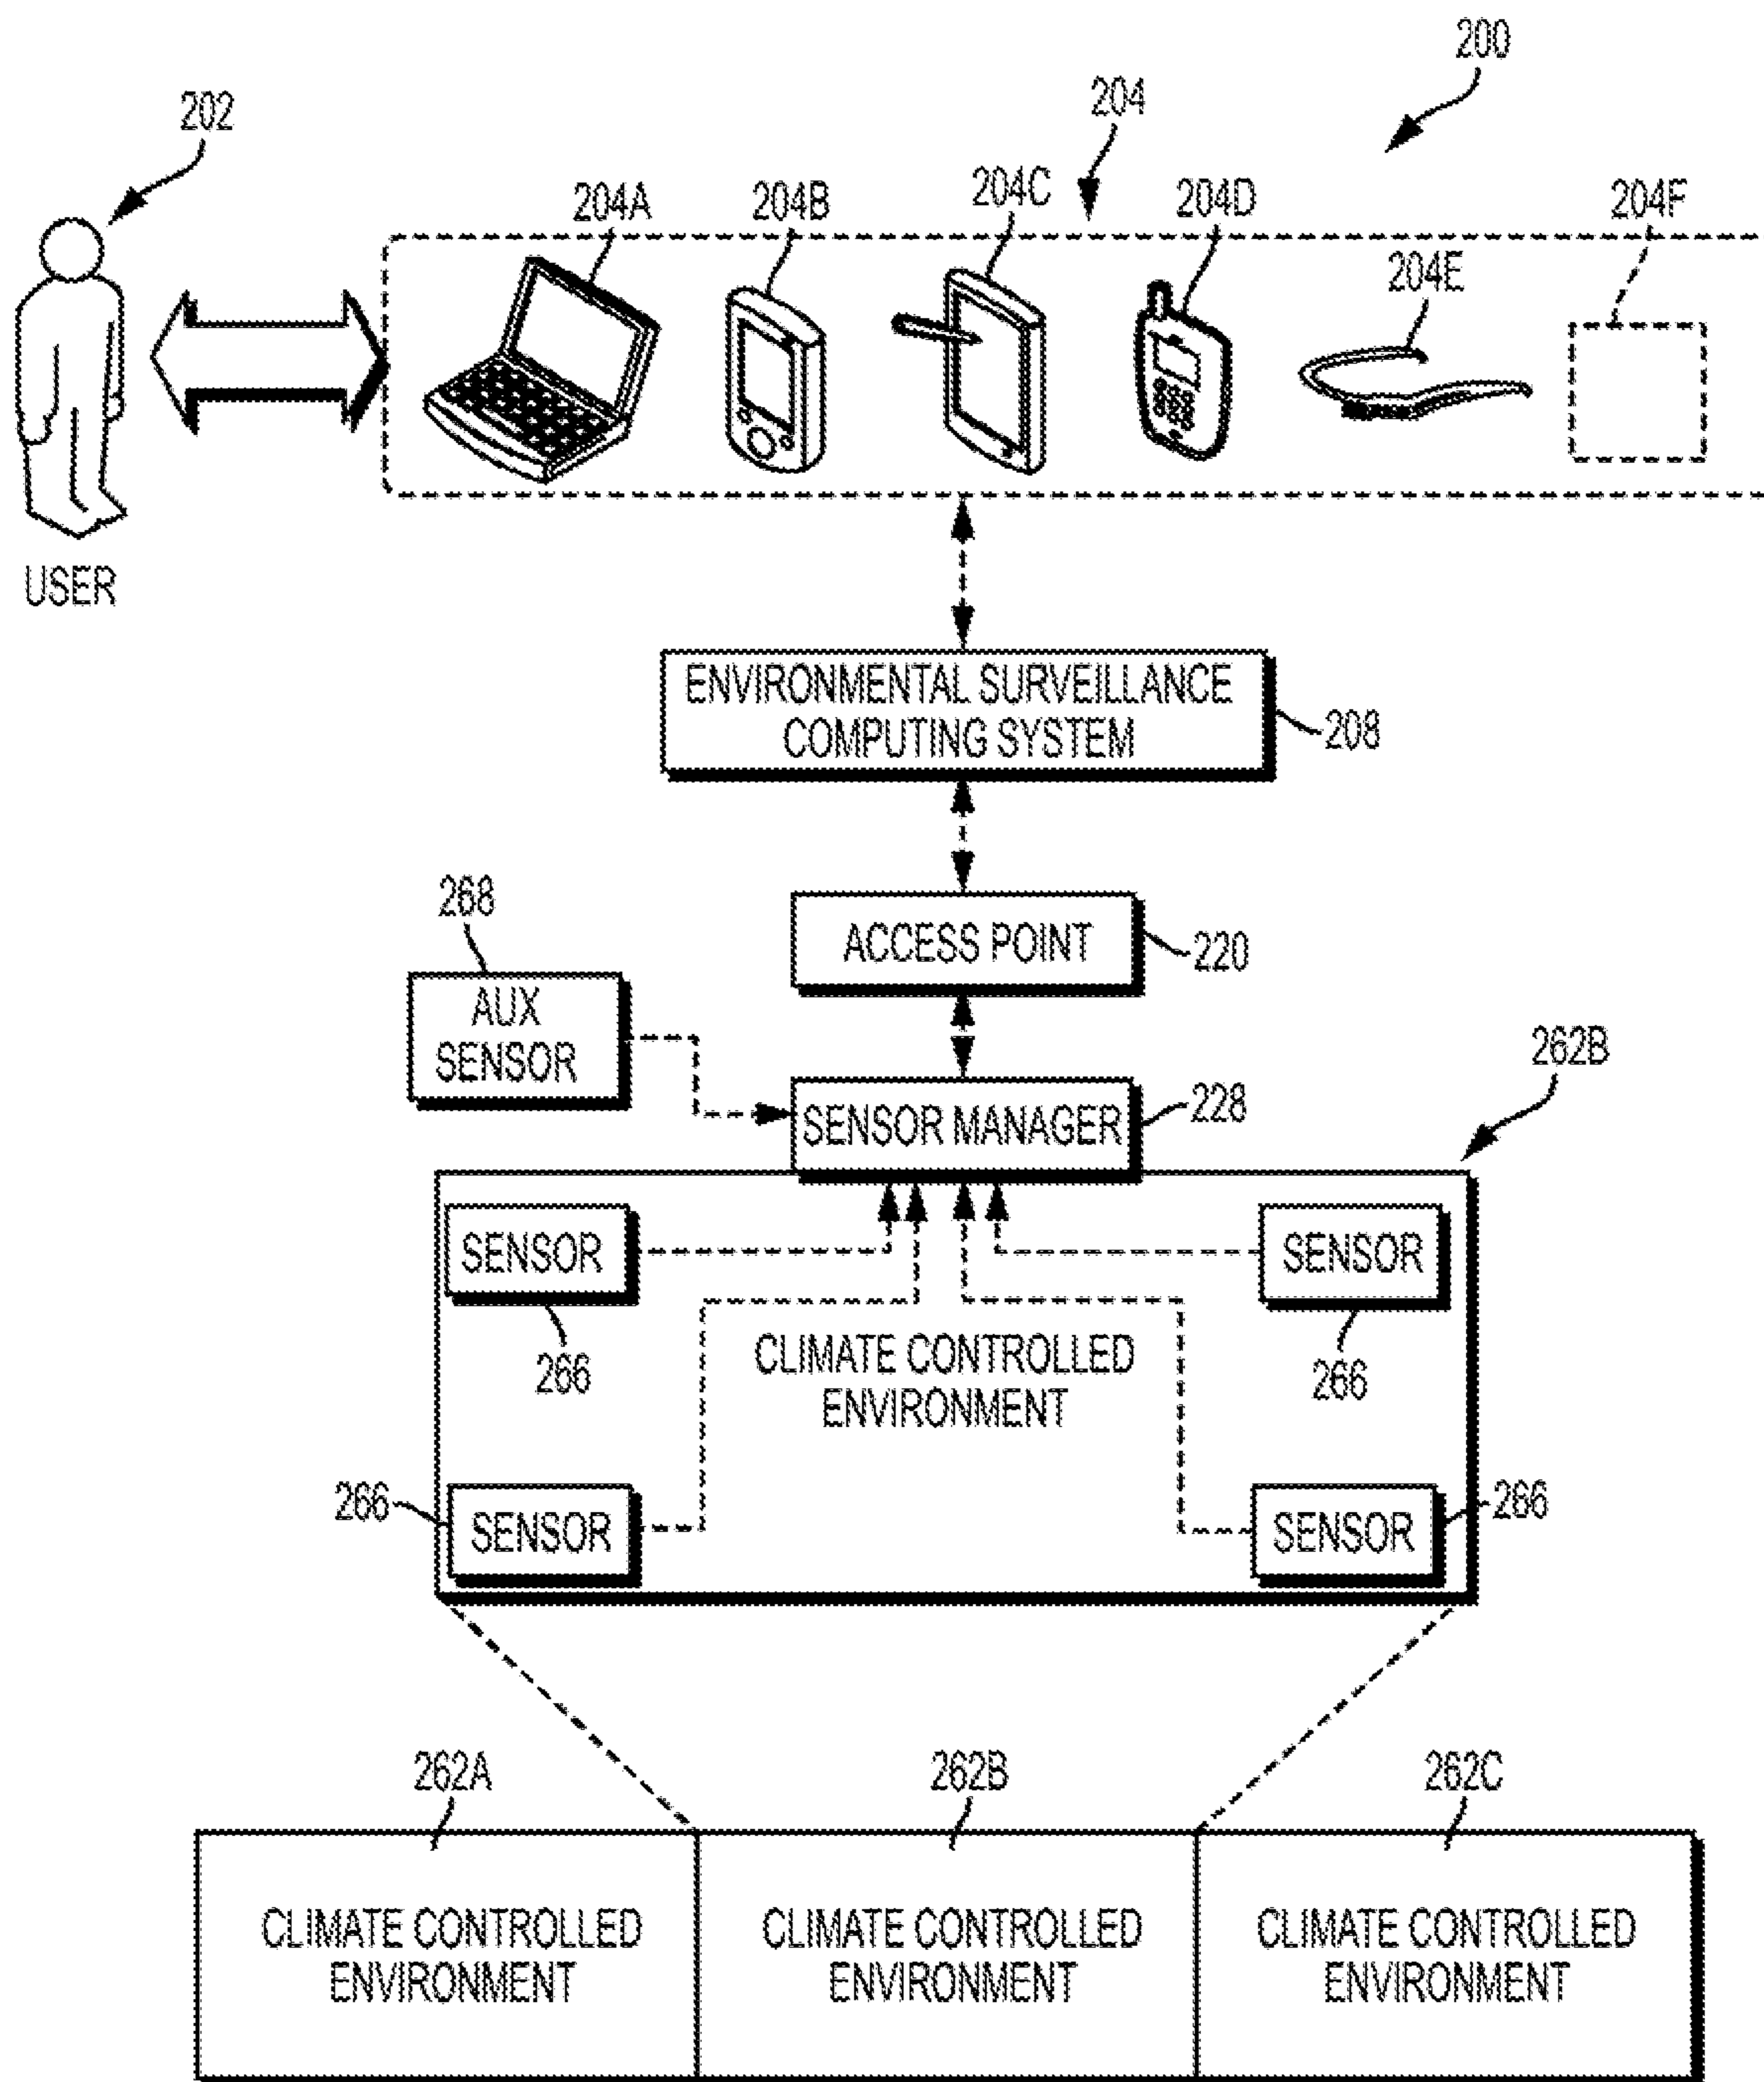 200
202
204
204A
204B
204C
204D
204E
204F
USER
ENVIRONMENTAL SURVEILLANCE
COMPUTING SYSTEM
208
268
ACCESS POINT
220
AUX
SENSOR
262B
SENSOR MANAGER
228
SENSOR
SENSOR
266
266
CLIMATE CONTROLLED
ENVIRONMENT
266
SENSOR
SENSOR
266
262A
262B
262C
CLIMATE CONTROLLED
ENVIRONMENT
CLIMATE CONTROLLED
ENVIRONMENT
CLIMATE CONTROLLED
ENVIRONMENT